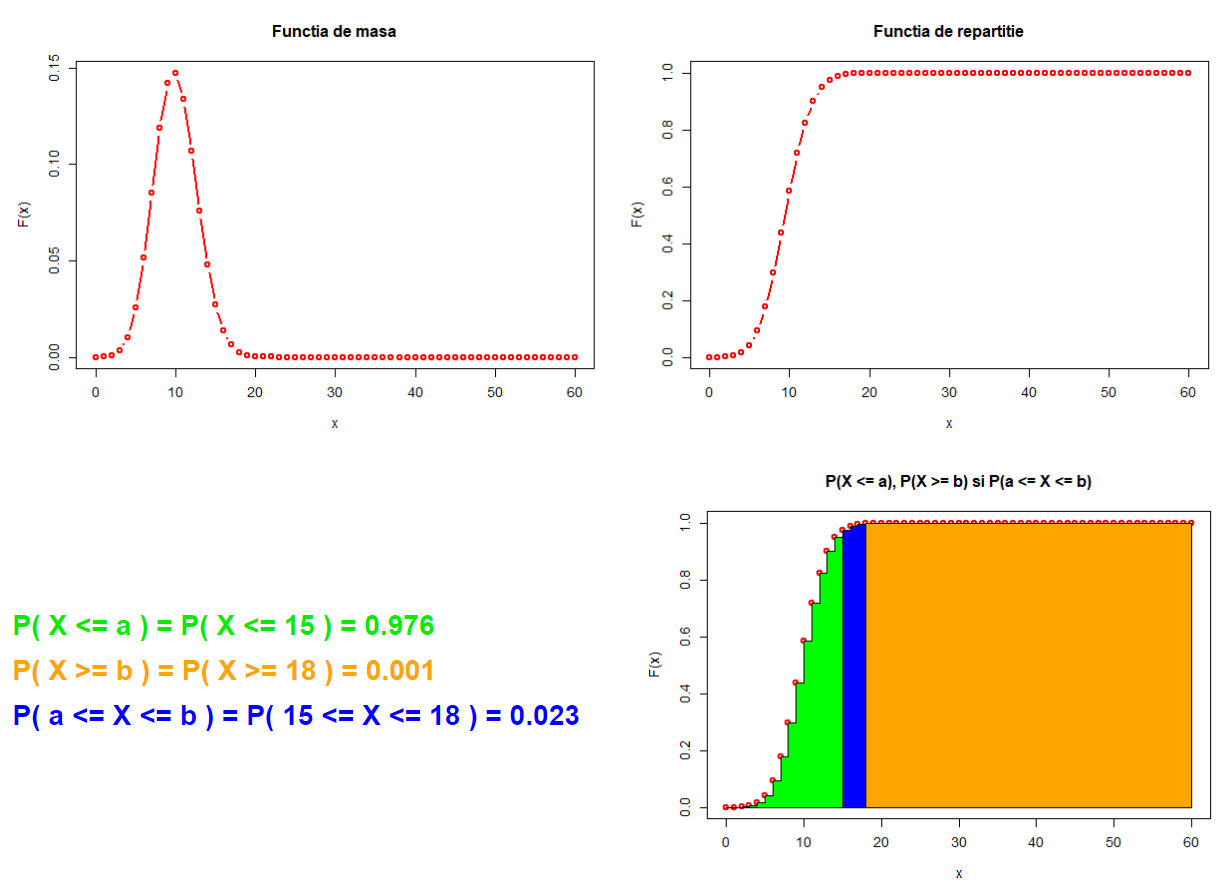 Functia de masa
F(x)
0.00 0.05 0.10 0.15
0 10 20 30 40 50 60
x
Functia de repartitie
F(x)
0.0 0.2 0.4 0.6 0.8 1.0
0 10 20 30 40 50 60
x
P( X <= a ) = P( X <= 15 ) = 0.976
P( X >= b ) = P( X >= 18 ) = 0.001
P( a <= X <= b ) = P( 15 <= X <= 18 ) = 0.023
P(X <= a), P(X >= b) si P(a <= X <= b)
F(x)
0.0 0.2 0.4 0.6 0.8 1.0
0 10 20 30 40 50 60
x